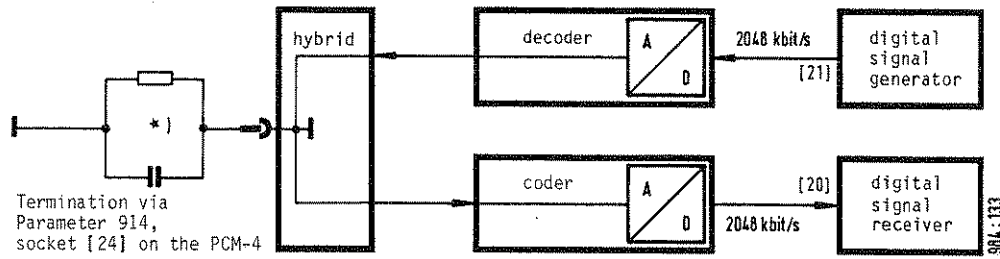 hybrid
decoder
A
D
2048 kbit/s
[21]
digital
signal
generator
*)
Termination via
Parameter 914,
socket [24] on the PCM-4
coder
A
D
[20]
2048 kbit/s
digital
signal
receiver
984.133